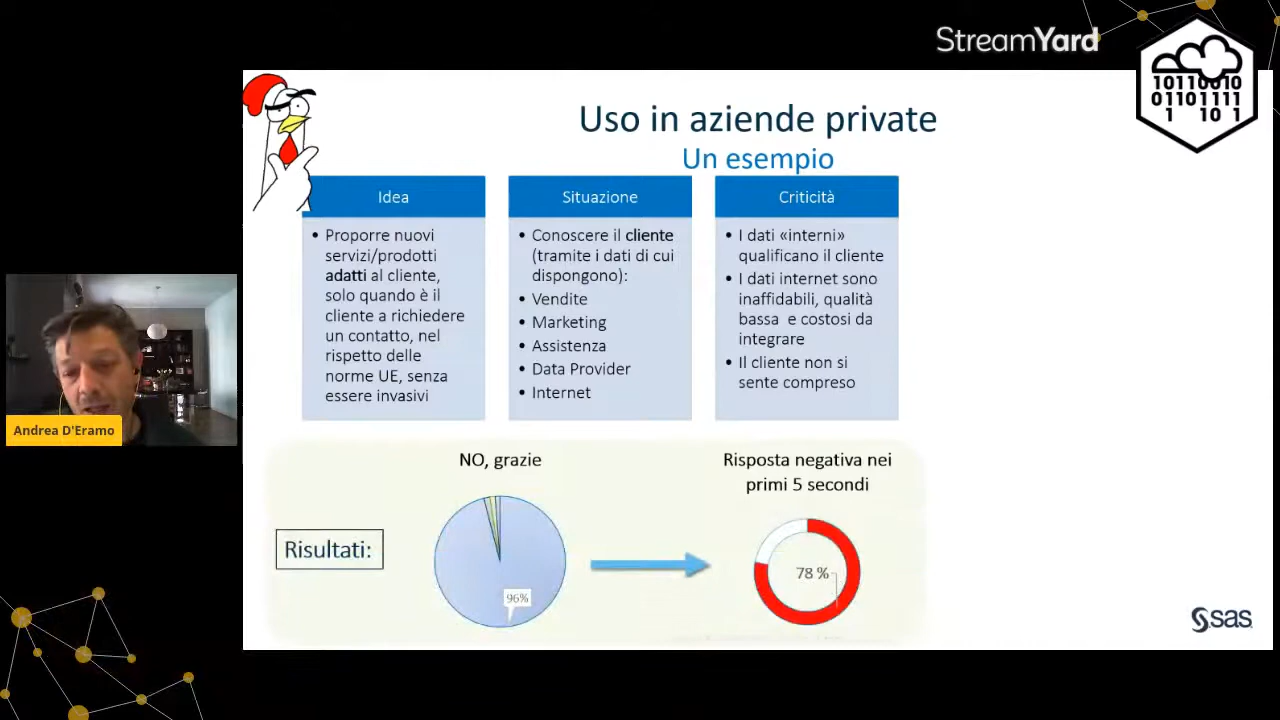 StreamYard
10110010
01101111
1 10 1
Uso in aziende private
Un esempio
Idea
• Proporre nuovi
servizi/prodotti
adatti al cliente,
solo quando è il
cliente a richiedere
un contatto, nel
rispetto delle
norme UE, senza
essere invasivi
Situazione
• Conoscere il cliente
(tramite i dati di cui
dispongono):
• Vendite
• Marketing
• Assistenza
• Data Provider
• Internet
Criticità
• I dati «interni»
qualificano il cliente
• I dati internet sono
inaffidabili, qualità
bassa e costosi da
integrare
• Il cliente non si
sente compreso
Andrea D'Eramo
Risultati:
NO, grazie
96%
Risposta negativa nei
primi 5 secondi
78 %
sas